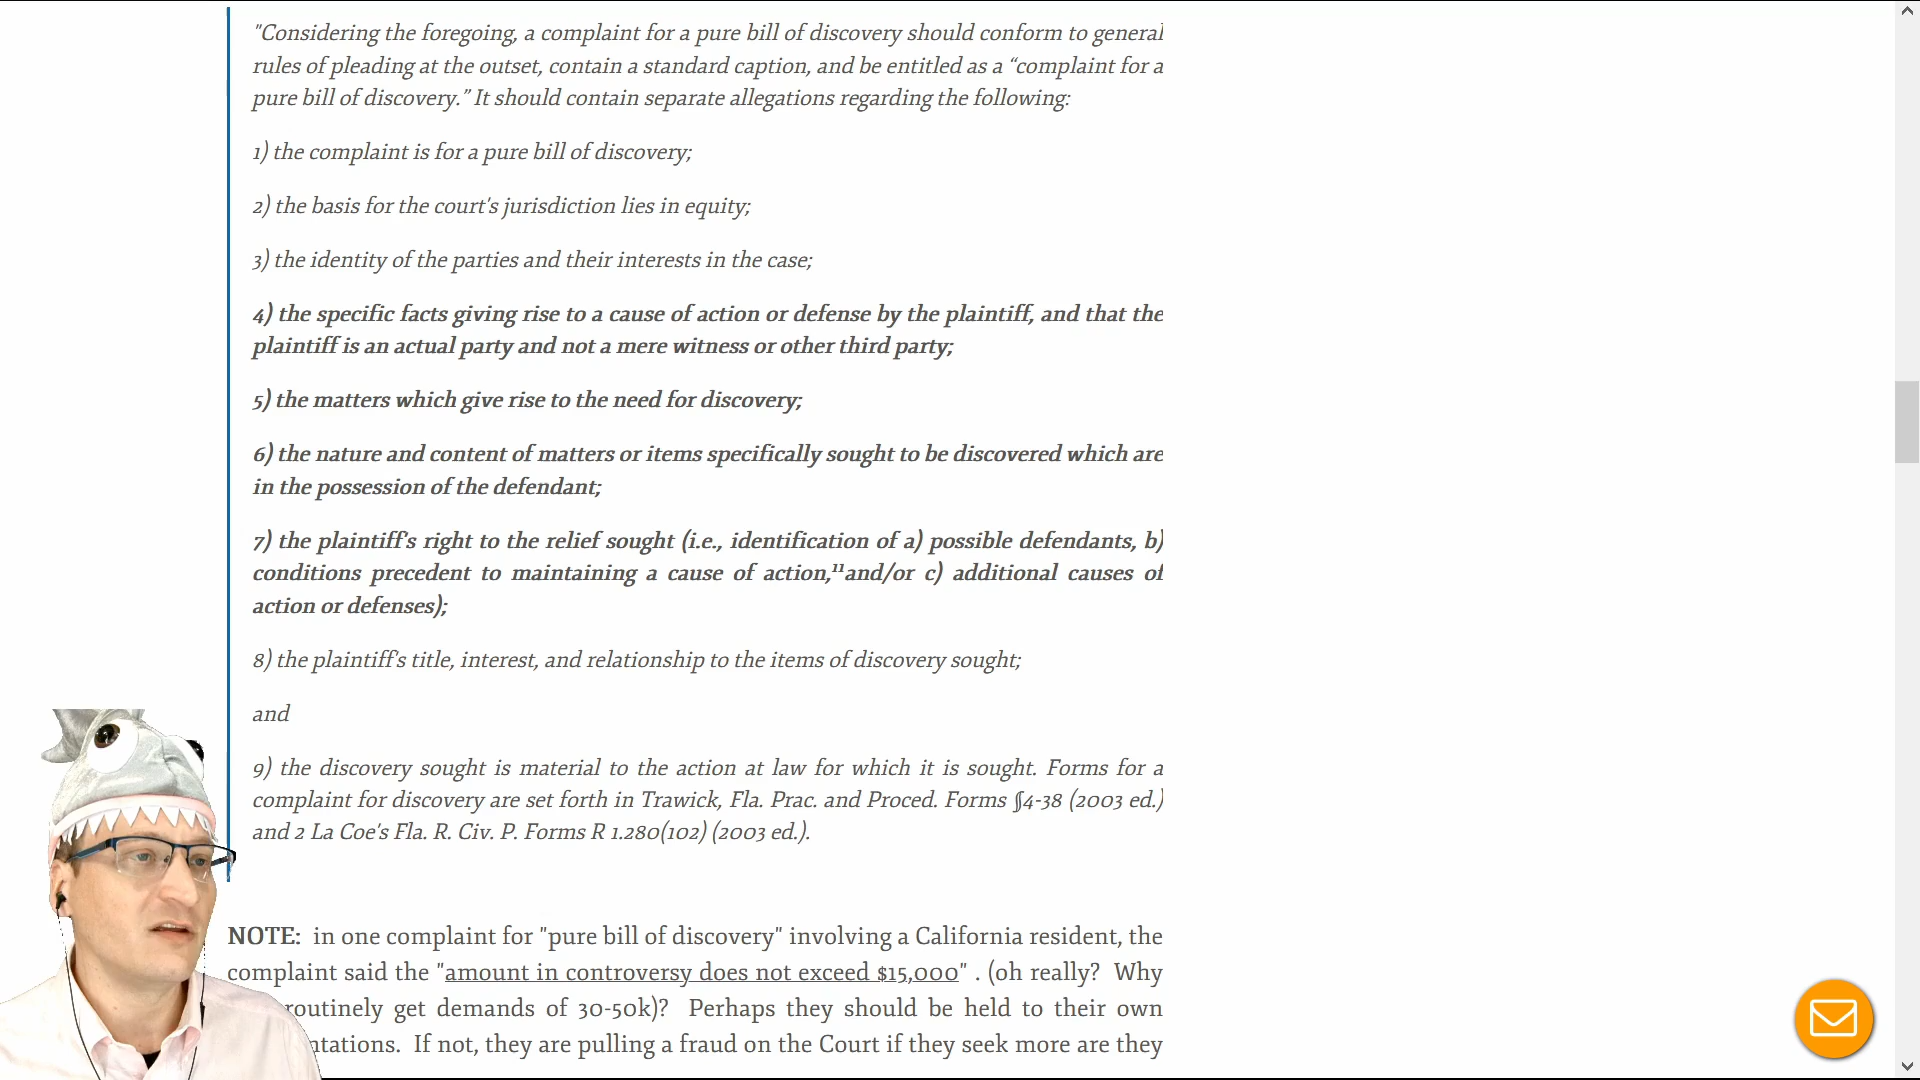 "Considering the foregoing, a complaint for a pure bill of discovery should conform to general
rules of pleading at the outset, contain a standard caption, and be entitled as a “complaint for a
pure bill of discovery.” It should contain separate allegations regarding the following:
1) the complaint is for a pure bill of discovery;
2) the basis for the court's jurisdiction lies in equity;
3) the identity of the parties and their interests in the case;
4) the specific facts giving rise to a cause of action or defense by the plaintiff, and that the
plaintiff is an actual party and not a mere witness or other third party;
5) the matters which give rise to the need for discovery;
6) the nature and content of matters or items specifically sought to be discovered which are
in the possession of the defendant;
7) the plaintiff's right to the relief sought (i.e., identification of a) possible defendants, b)
conditions precedent to maintaining a cause of action,¹¹and/or c) additional causes of
action or defenses);
8) the plaintiff's title, interest, and relationship to the items of discovery sought;
and
9) the discovery sought is material to the action at law for which it is sought. Forms for a
complaint for discovery are set forth in Trawick, Fla. Prac. and Proced. Forms §4-38 (2003 ed.)
and 2 La Coe's Fla. R. Civ. P. Forms R 1.280(102) (2003 ed.).
NOTE: in one complaint for "pure bill of discovery" involving a California resident, the
complaint said the "amount in controversy does not exceed $15,000" . (oh really? Why
routinely get demands of 30-50k)? Perhaps they should be held to their own
ntations. If not, they are pulling a fraud on the Court if they seek more are they